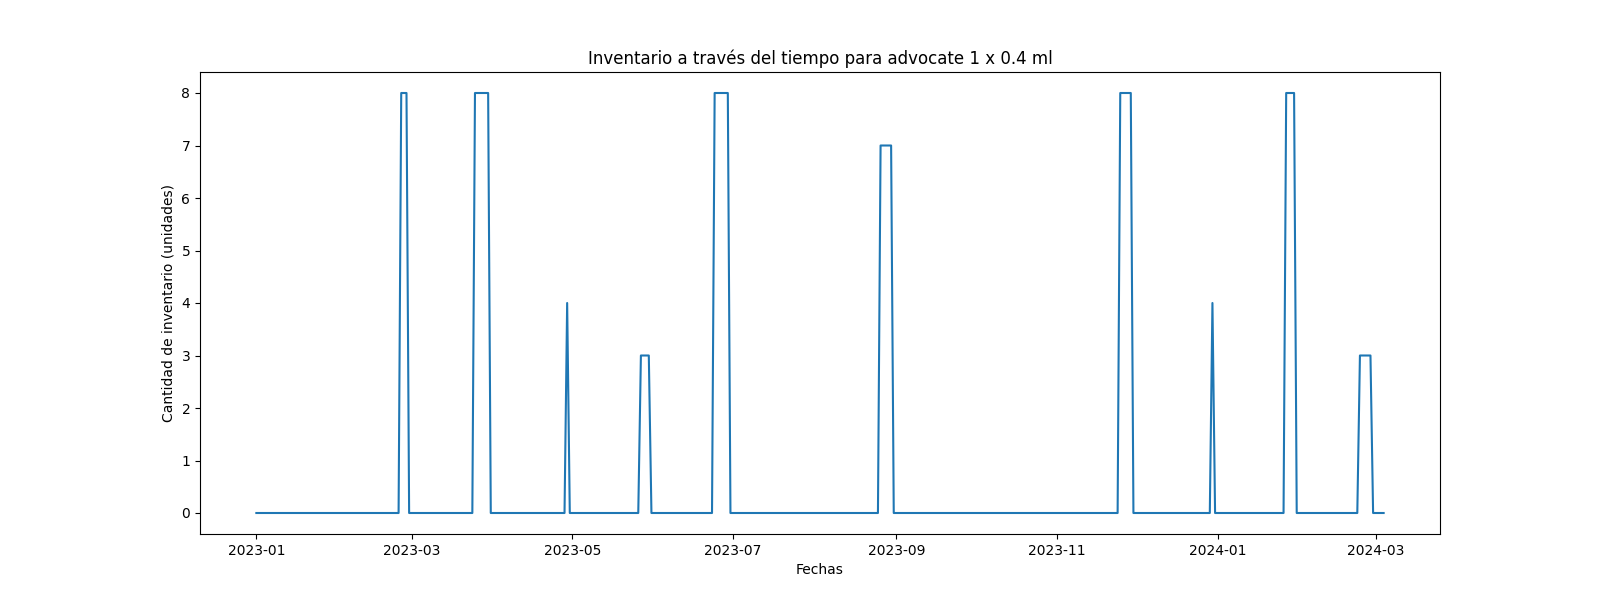 Inventario a través del tiempo para advocate 1 x 0.4 ml
8
7
6
5
4
3
2
1
0
Cantidad de inventario (unidades)
2023-01 2023-03 2023-05 2023-07 2023-09 2023-11 2024-01 2024-03
Fechas